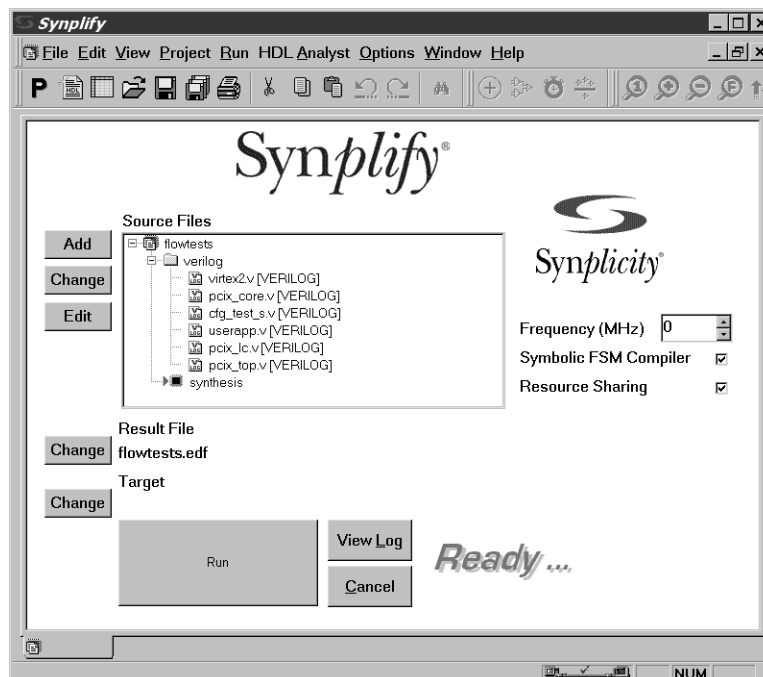 Synplify
File Edit View Project Run HDL Analyst Options Window Help
P
Synplify®
Source Files
Add
Change
Edit
flowtests
verilog
virtex2.v [VERILOG]
pcix_core.v [VERILOG]
cfg_test_s.v [VERILOG]
userapp.v [VERILOG]
pcix_lc.v [VERILOG]
pcix_top.v [VERILOG]
synthesis
Synplicity®
Frequency (MHz) 0
Symbolic FSM Compiler
Resource Sharing
Result File
Change flowtests.edf
Target
Change
Run
View Log
Cancel
Ready ...
NUM